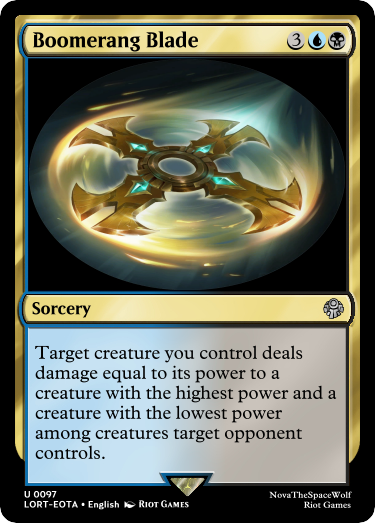 Boomerang Blade 3
Sorcery
Target creature you control deals
damage equal to its power to a
creature with the highest power and a
creature with the lowest power
among creatures target opponent
controls.
U 0097
LORT-EOTA • English RIOT GAMES
NovaTheSpaceWolf
Riot Games